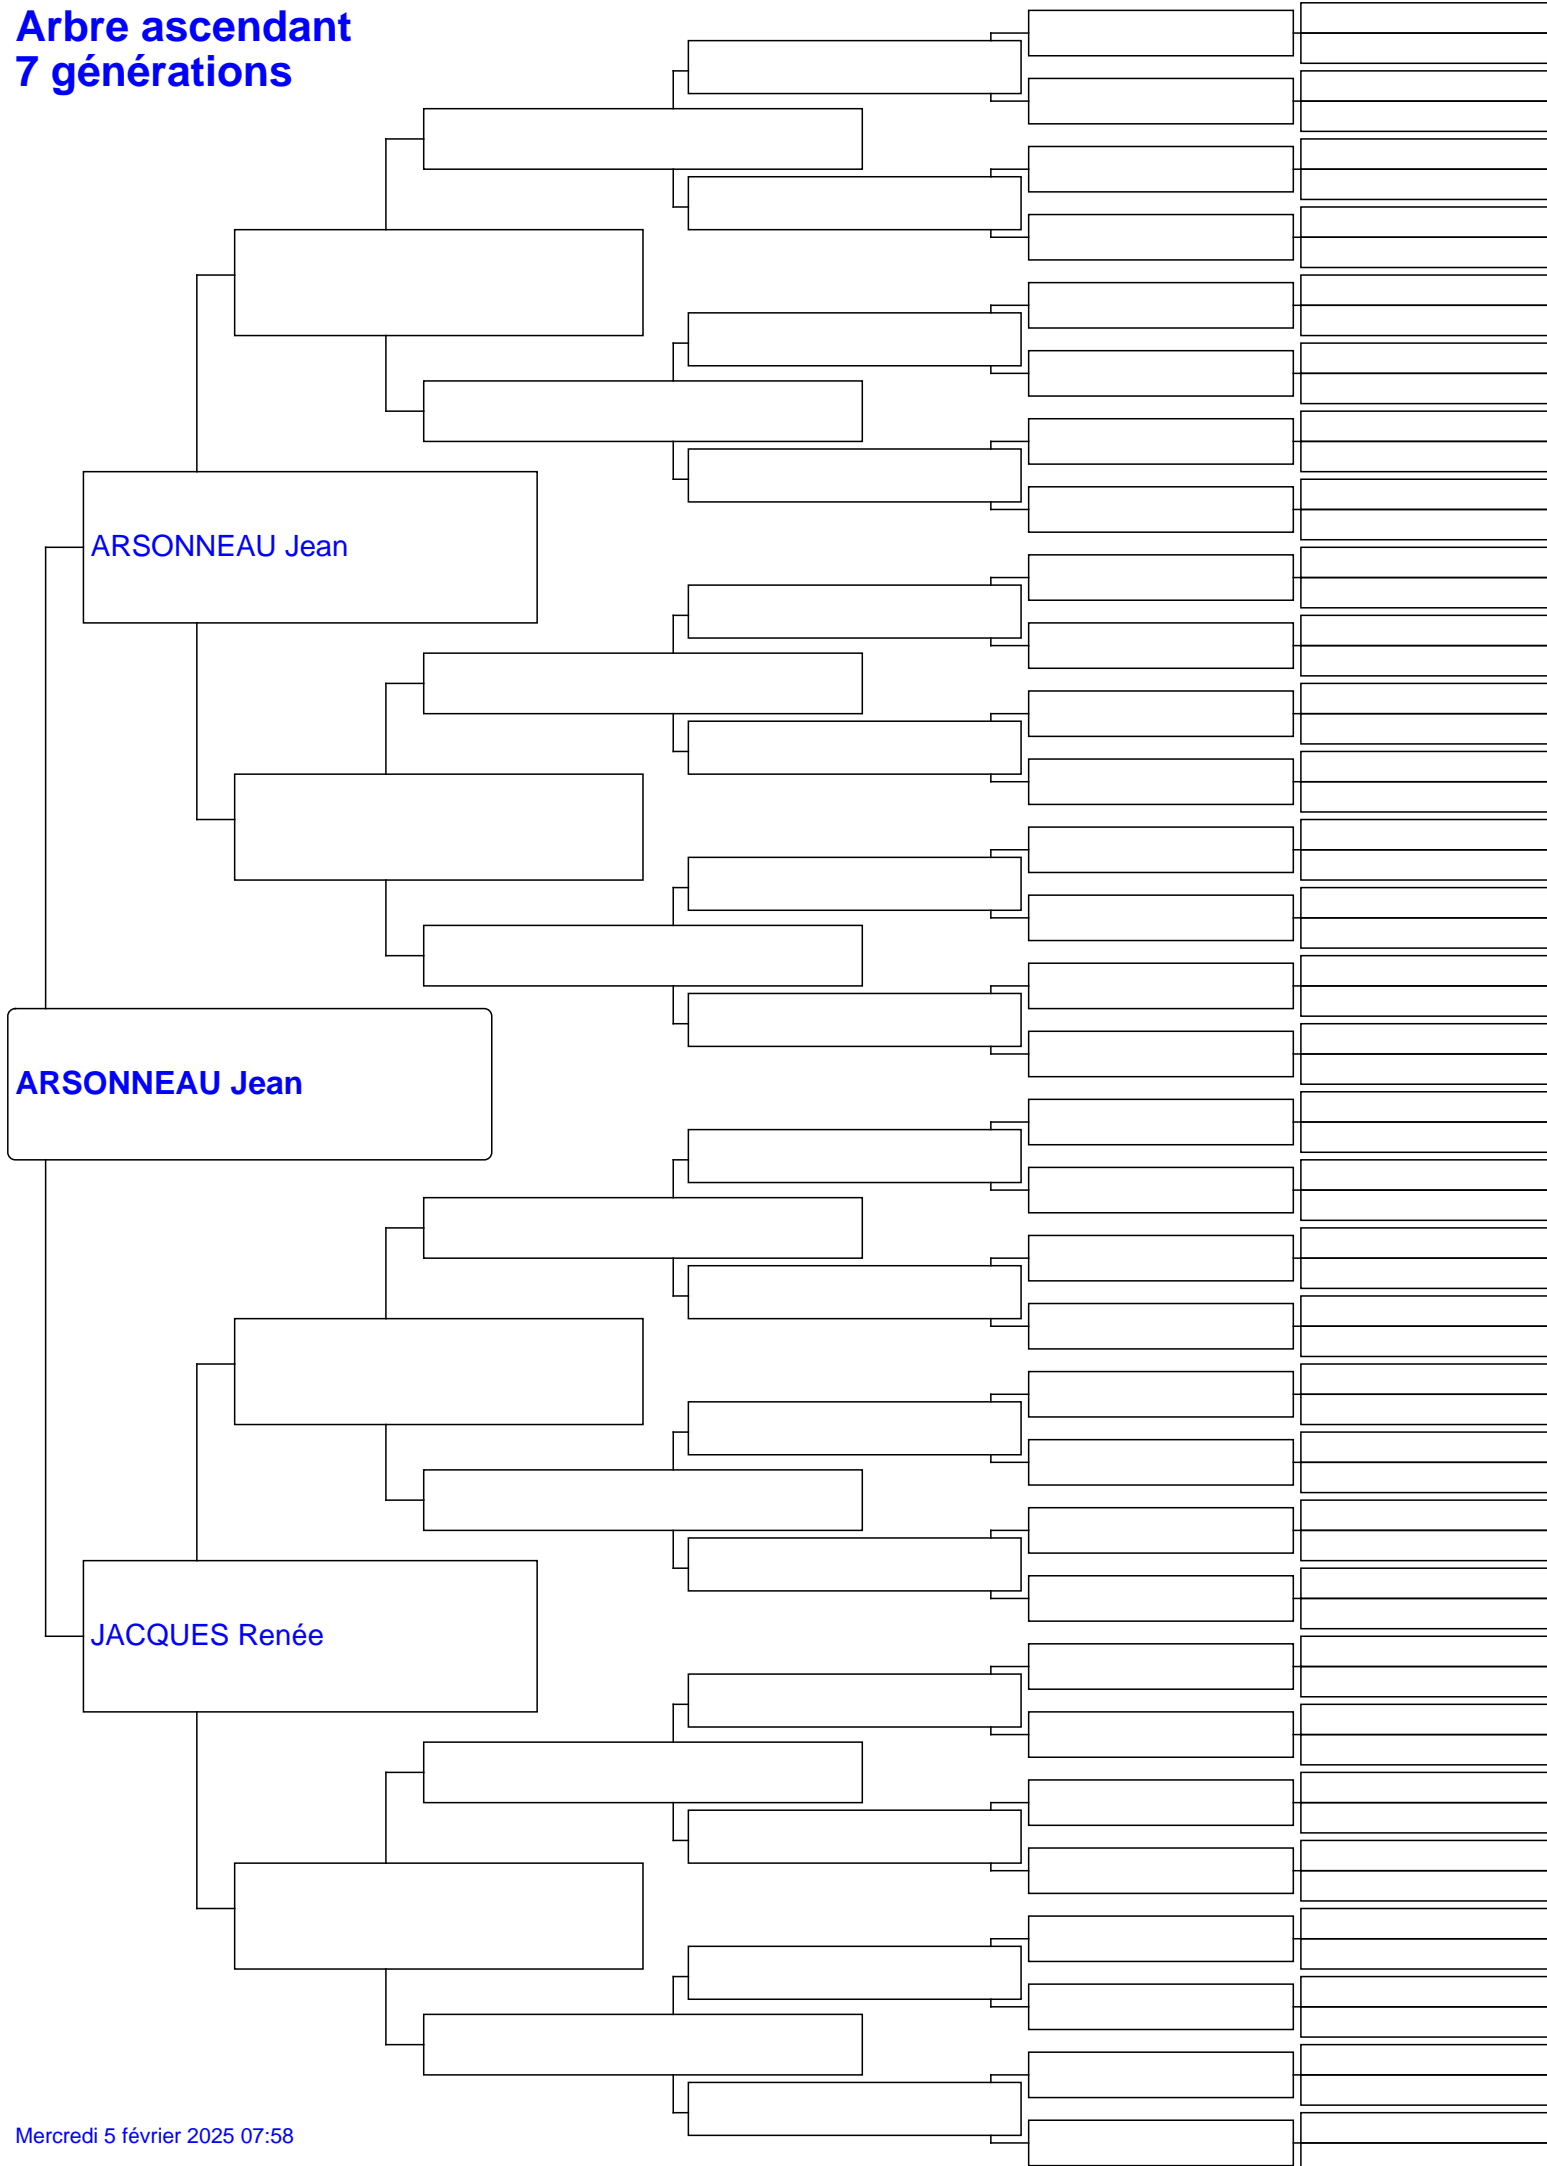 Arbre ascendant
7 générations
ARSONNEAU Jean
ARSONNEAU Jean
JACQUES Renée
Mercredi 5 février 2025 07:58